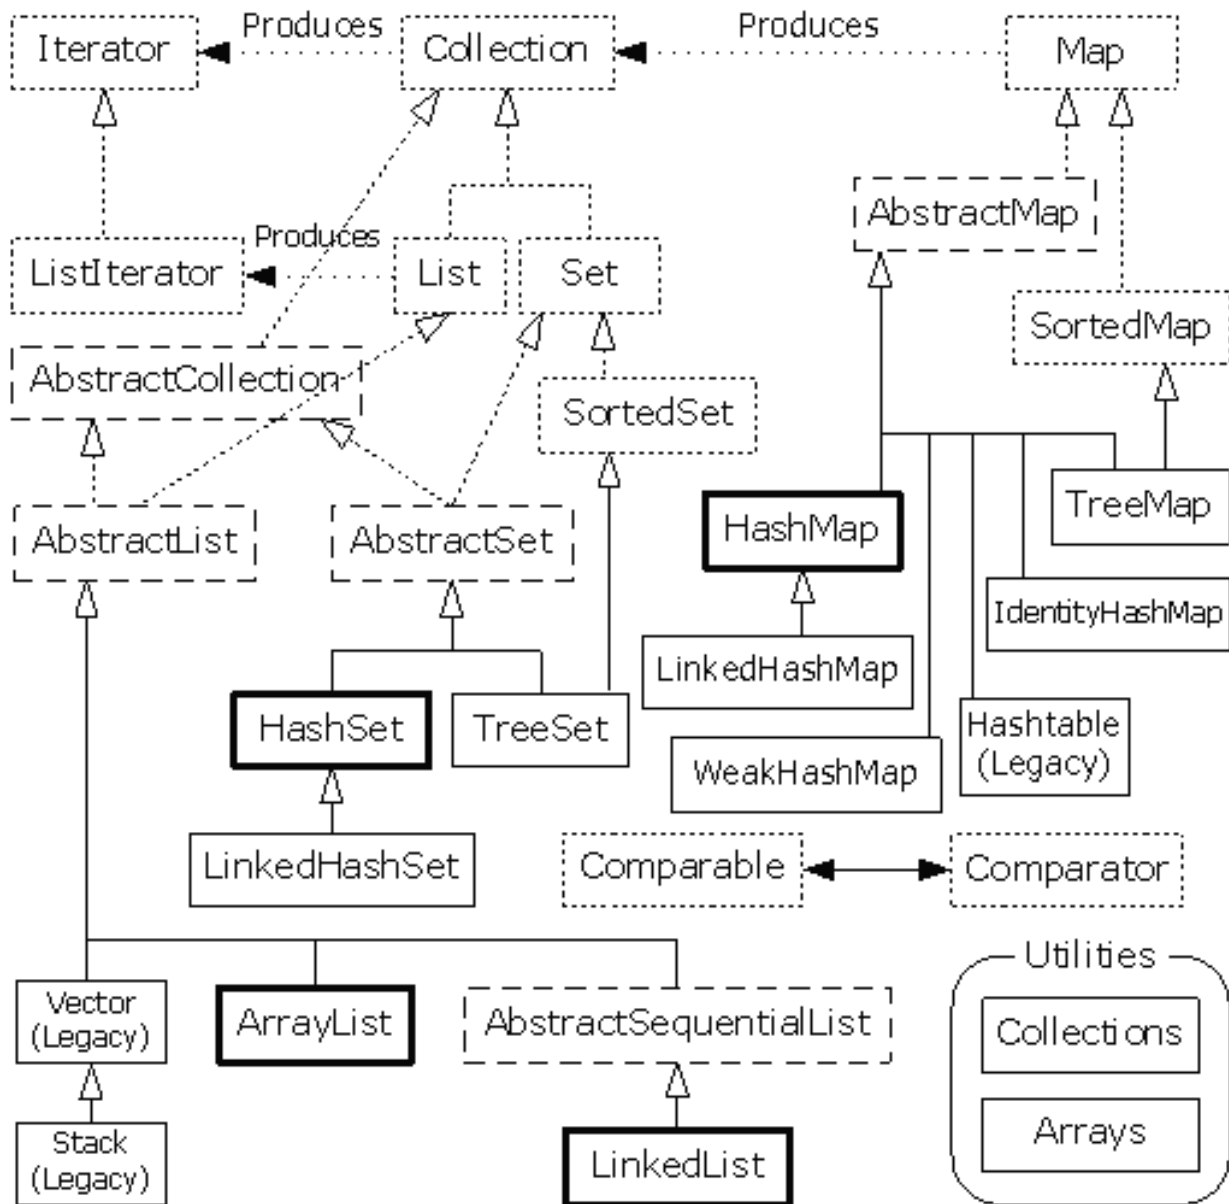 Produces
Produces
Iterator
Collection
Map
AbstractMap
Produces
ListIterator
List
Set
SortedMap
AbstractCollection
SortedSet
TreeMap
HashMap
AbstractList
AbstractSet
IdentityHashMap
LinkedHashMap
HashSet
TreeSet
Hashtable
(Legacy)
WeakHashMap
LinkedHashSet
Comparable
Comparator
Utilities
Vector
(Legacy)
ArrayList
AbstractSequentialList
Collections
Stack
(Legacy)
LinkedList
Arrays